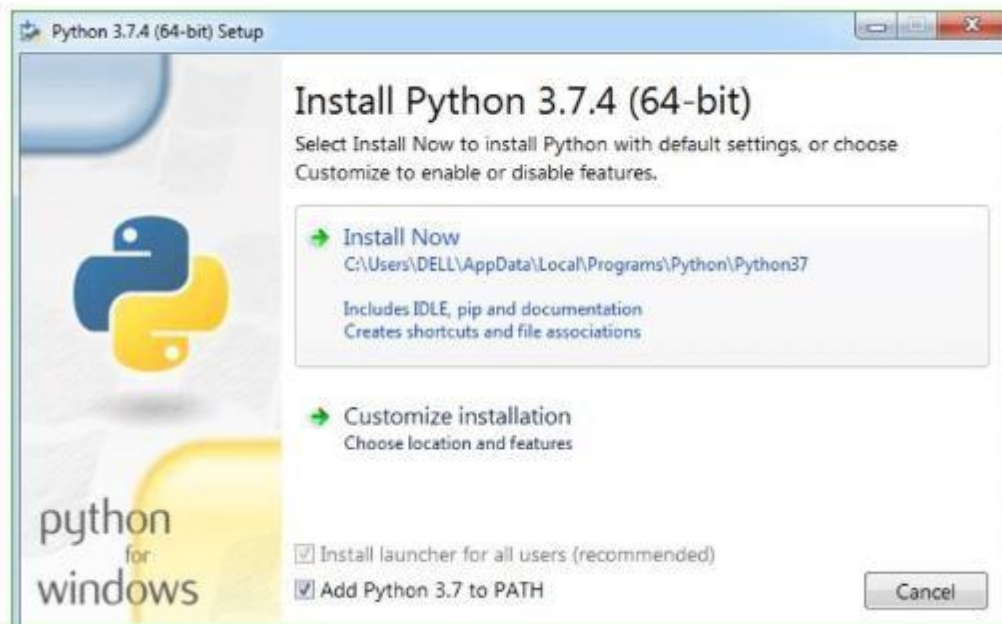 Python 3.7.4 (64-bit) Setup
Install Python 3.7.4 (64-bit)
Select Install Now to install Python with default settings, or choose
Customize to enable or disable features.
Install Now
C:\Users\DELL\AppData\Local\Programs\Python\Python37
Includes IDLE, pip and documentation
Creates shortcuts and file associations
Customize installation
Choose location and features
python
for
windows
Install launcher for all users (recommended)
Add Python 3.7 to PATH
Cancel